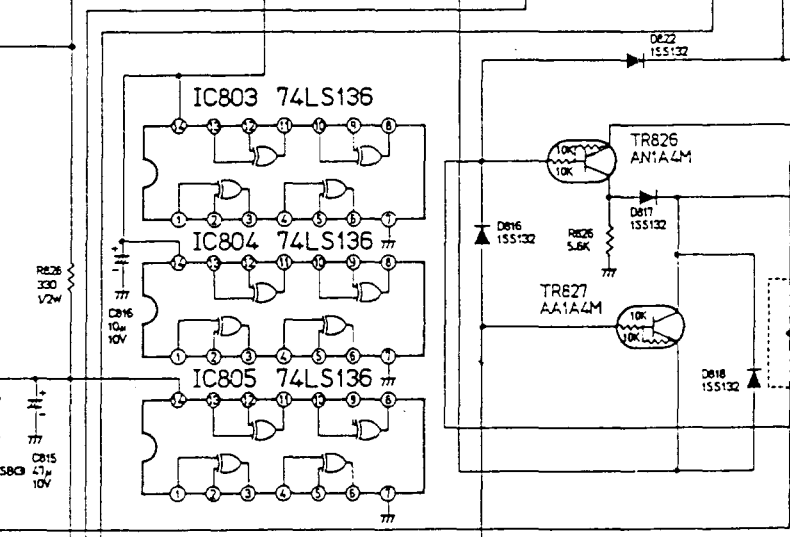 IC803 74LS136
14 13 12 11 10 9 8
1 2 3 4 5 6 7
IC804 74LS136
14 13 12 11 10 9 8
1 2 3 4 5 6 7
IC805 74LS136
14 13 12 11 10 9 8
1 2 3 4 5 6 7
R828
330
1/2W
+
-
C816
10μ
10V
+
-
C815
47μ
10V
D822
1SS132
10K
10K
TR826
AN1A4M
D816
1SS132
R826
5.6K
D817
1SS132
TR827
AA1A4M
10K
10K
D818
1SS132